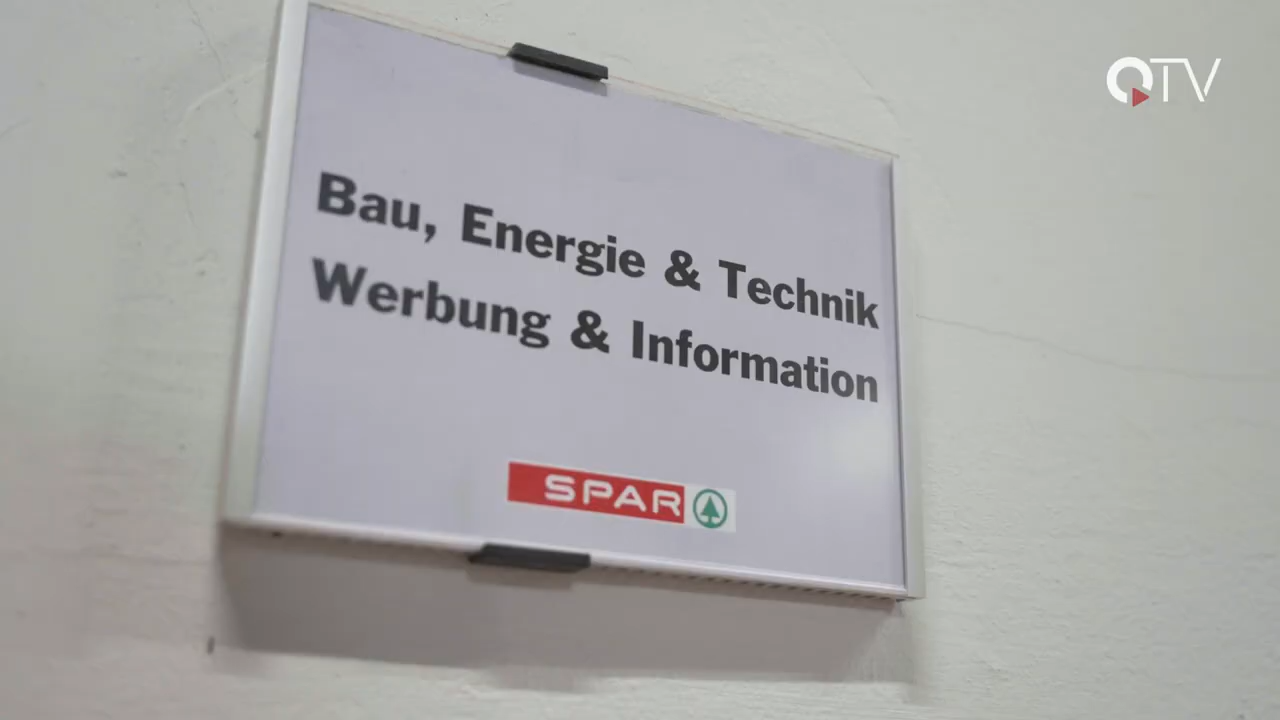 QTV
Bau, Energie & Technik
Werbung & Information
SPAR